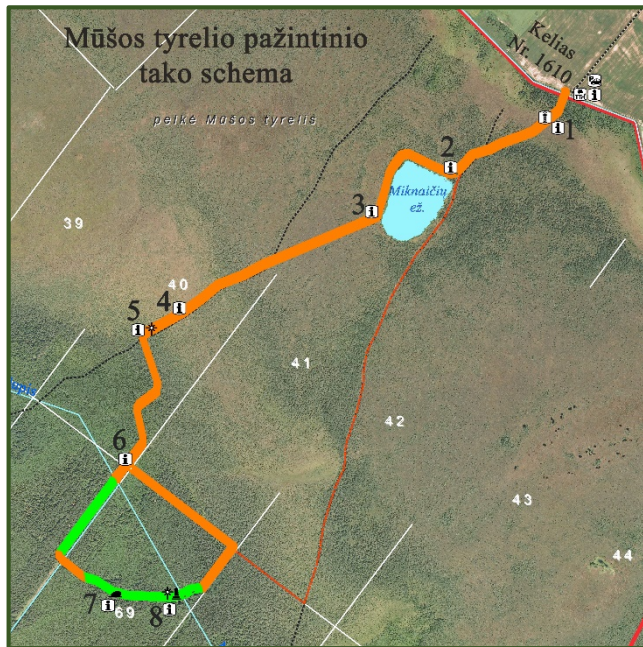 Mūšos tyrelio pažintinio
tako schema
Kelias
Nr. 1610
pelkė Mūšos tyrelis
1
2
Miknaičių
ež.
3
39
40
4
5
41
42
6
43
44
7
69
8